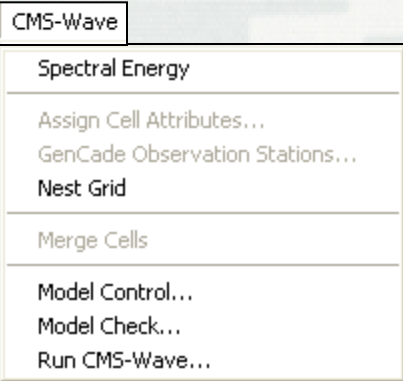 CMS-Wave
Spectral Energy
Assign Cell Attributes...
GenCade Observation Stations...
Nest Grid
Merge Cells
Model Control...
Model Check...
Run CMS-Wave...